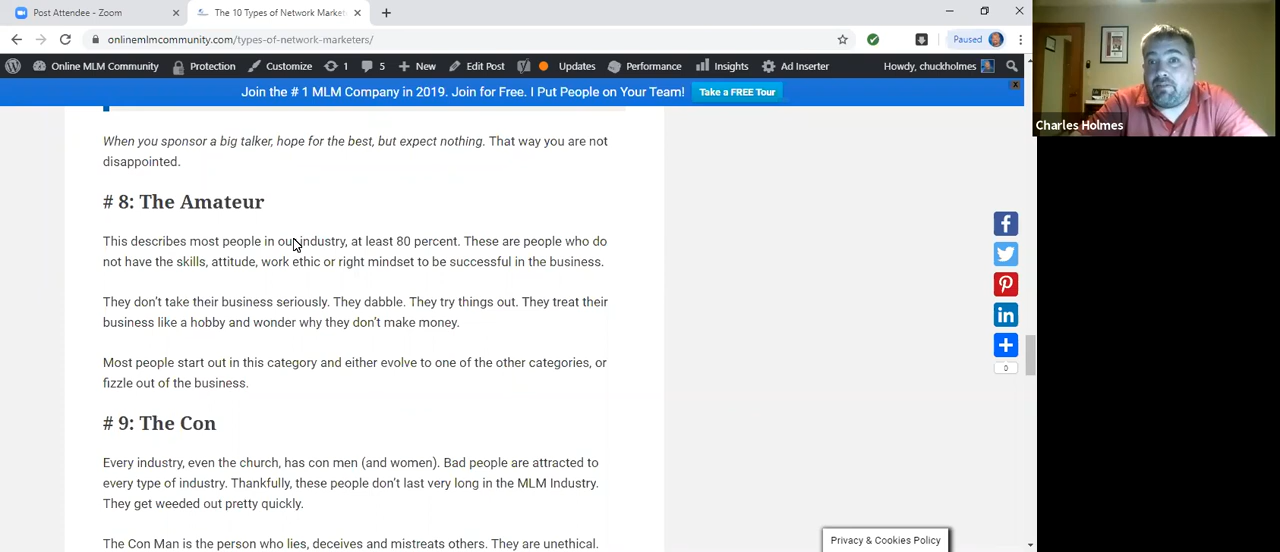 Post Attendee - Zoom
The 10 Types of Network Market
onlinemlmcommunity.com/types-of-network-marketers/
Paused
Online MLM Community Protection Customize 1 5 New Edit Post Updates Performance Insights Ad Inserter Howdy, chuckholmes
Join the # 1 MLM Company in 2019. Join for Free. I Put People on Your Team! Take a FREE Tour
X
Charles Holmes
When you sponsor a big talker, hope for the best, but expect nothing. That way you are not
disappointed.
# 8: The Amateur
This describes most people in our industry, at least 80 percent. These are people who do
not have the skills, attitude, work ethic or right mindset to be successful in the business.
They don't take their business seriously. They dabble. They try things out. They treat their
business like a hobby and wonder why they don't make money.
Most people start out in this category and either evolve to one of the other categories, or
fizzle out of the business.
0
# 9: The Con
Every industry, even the church, has con men (and women). Bad people are attracted to
every type of industry. Thankfully, these people don't last very long in the MLM Industry.
They get weeded out pretty quickly.
The Con Man is the person who lies, deceives and mistreats others. They are unethical.
Privacy & Cookies Policy